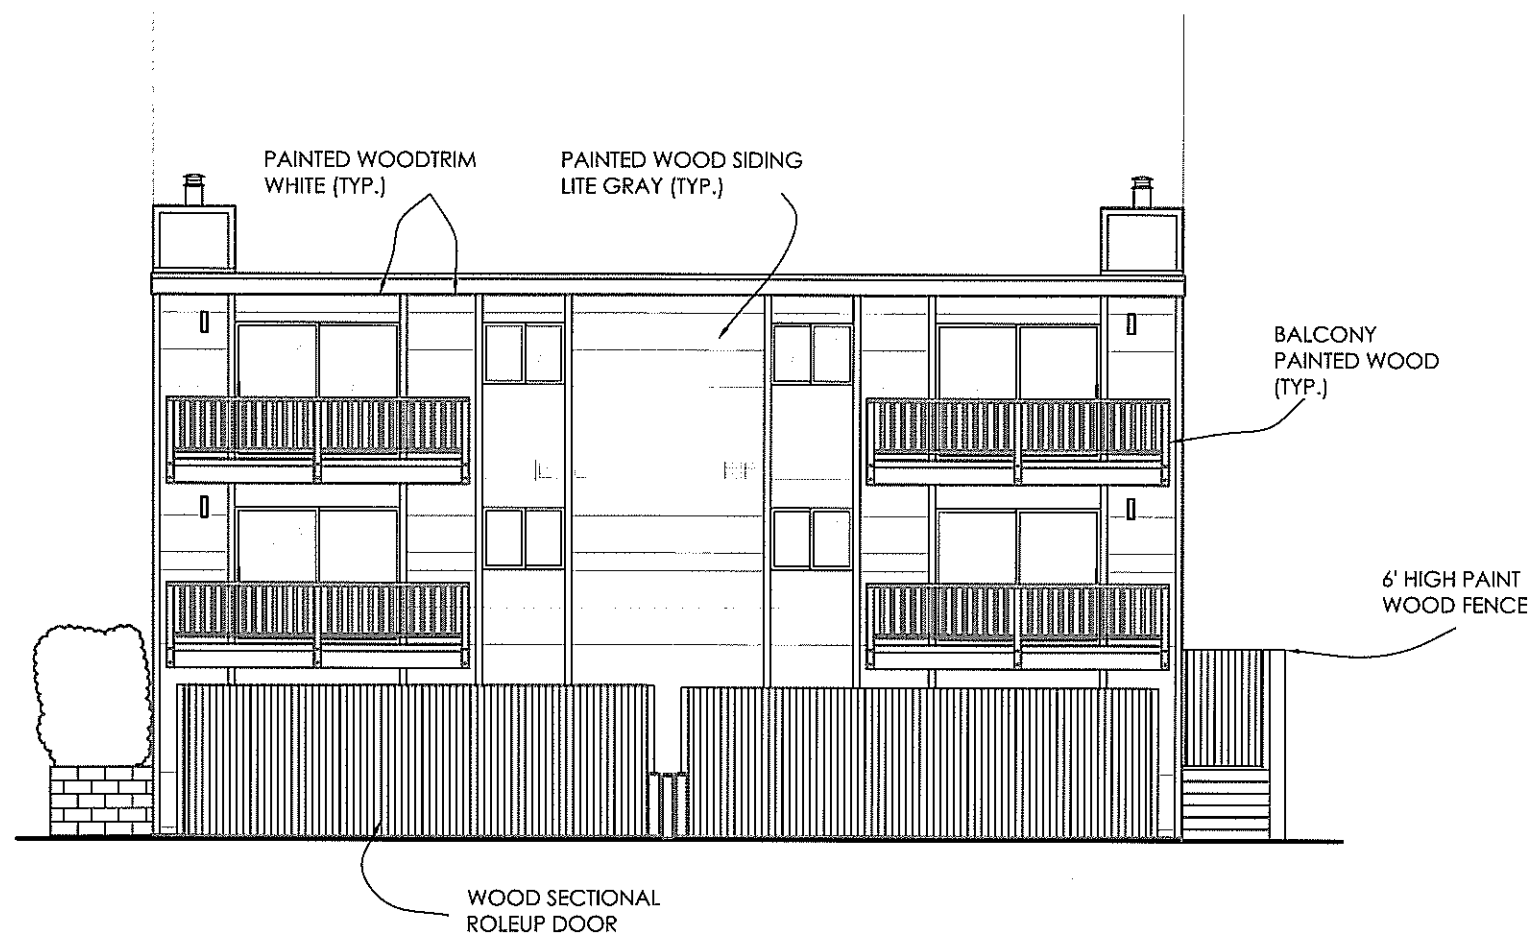 PAINTED WOODTRIM
WHITE (TYP.)
PAINTED WOOD SIDING
LITE GRAY (TYP.)
BALCONY
PAINTED WOOD
(TYP.)
6' HIGH PAINT
WOOD FENCE
WOOD SECTIONAL
ROLEUP DOOR